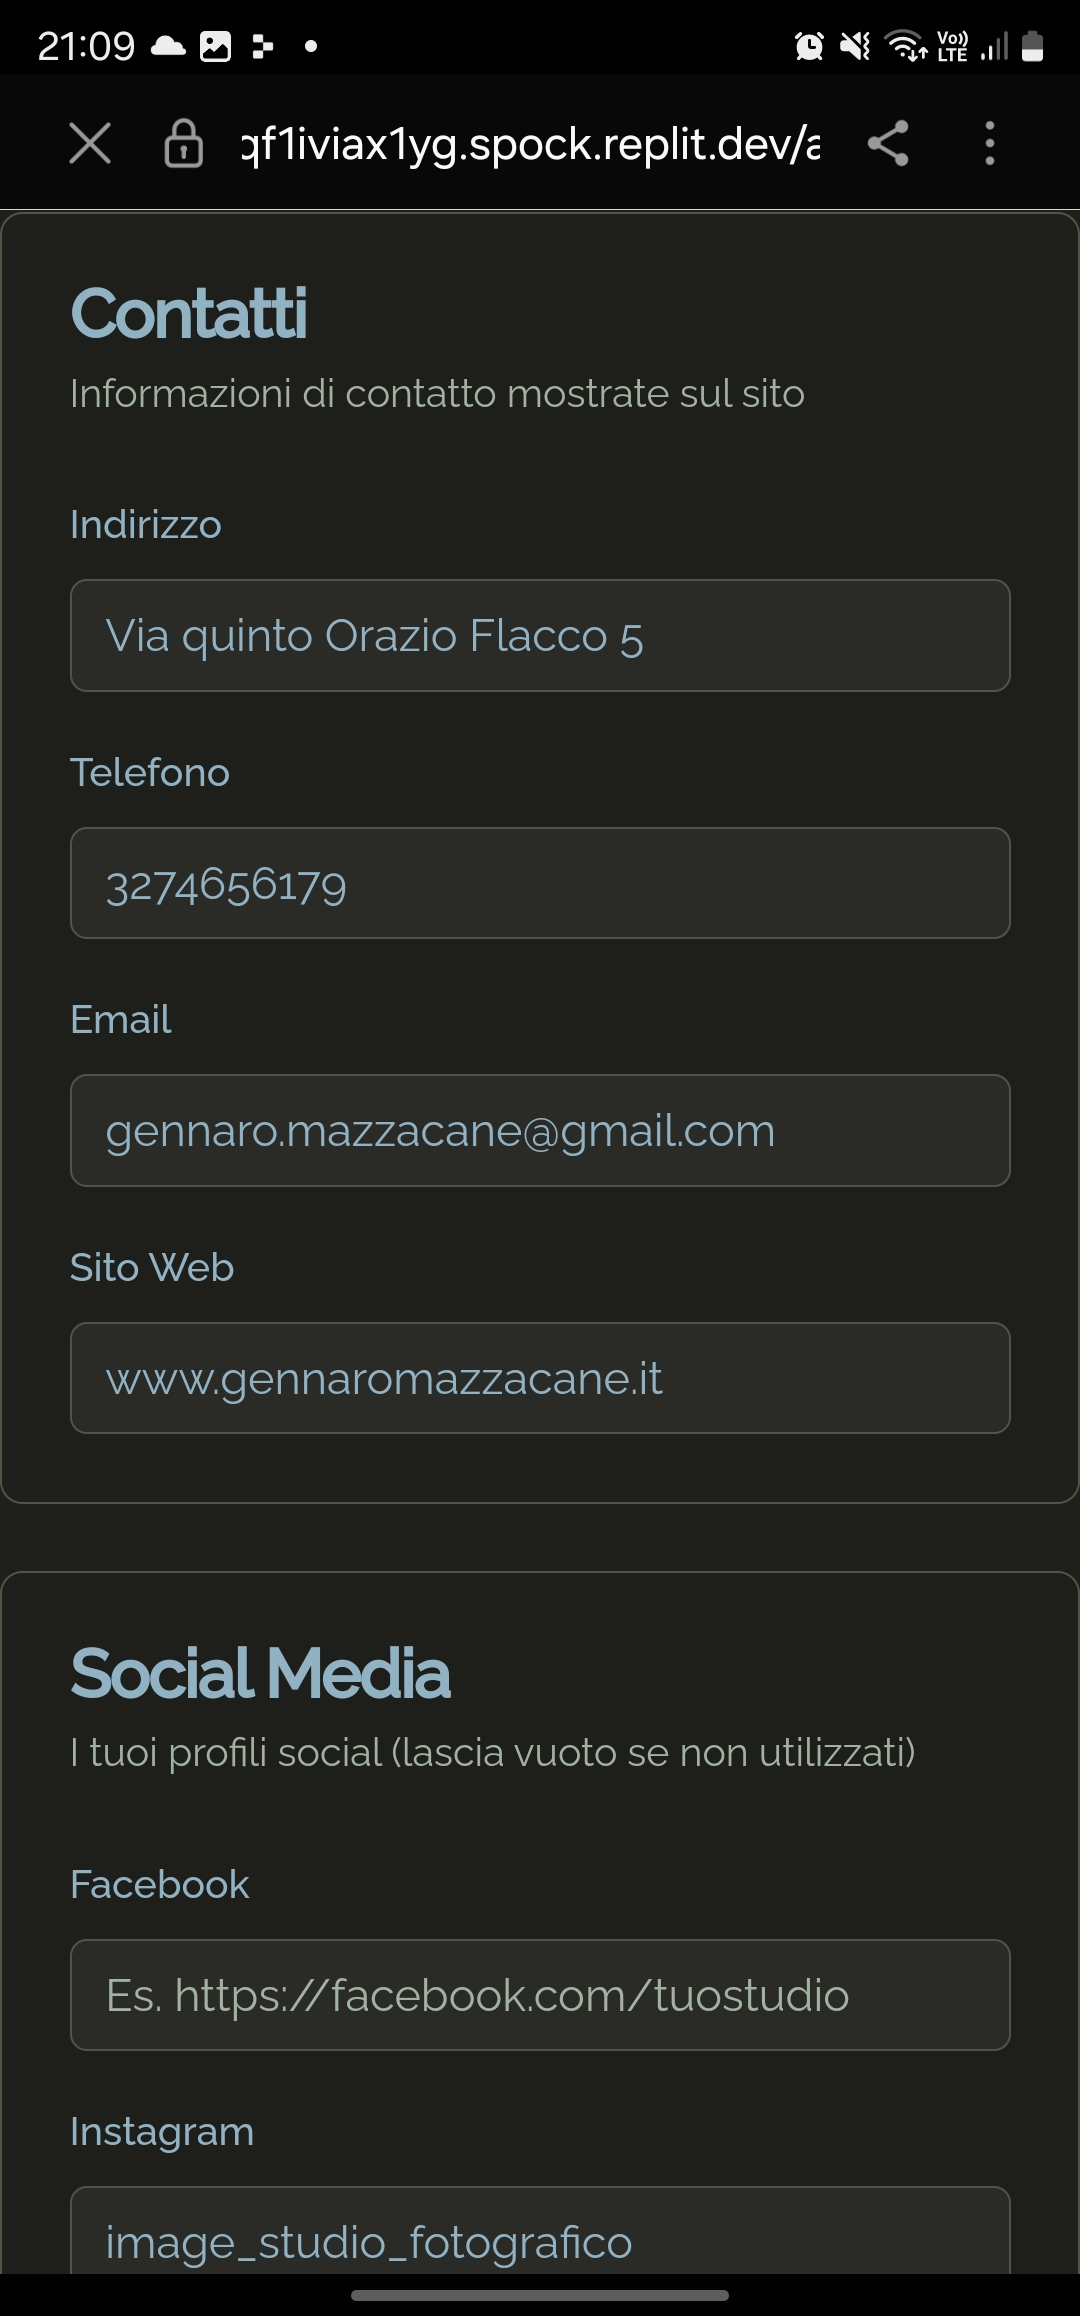 21:09
Vo))
LTE
qf1iviax1yg.spock.replit.dev/a
Contatti
Informazioni di contatto mostrate sul sito
Indirizzo
Via quinto Orazio Flacco 5
Telefono
3274656179
Email
gennaro.mazzacane@gmail.com
Sito Web
www.gennaromazzacane.it
Social Media
I tuoi profili social (lascia vuoto se non utilizzati)
Facebook
Es. https://facebook.com/tuostudio
Instagram
image_studio_fotografico